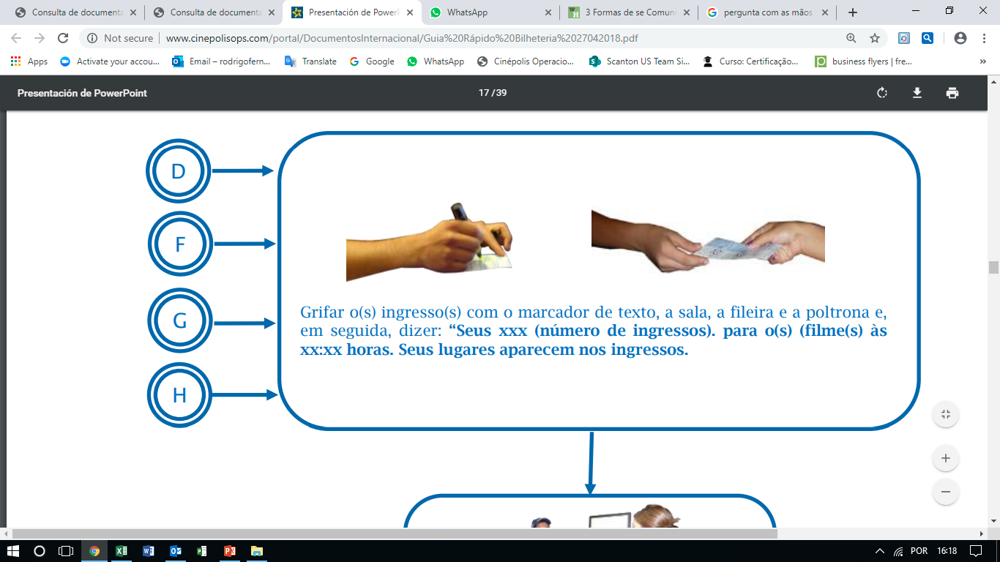 Consulta de documenta
Consulta de documenta
Presentación de PowerP
WhatsApp
3 Formas de se Comuni
pergunta com as mãos
Not secure | www.cinepolisops.com/portal/DocumentosInternacional/Guia%20Rápido%20Bilheteria%2027042018.pdf
Apps Activate your accou... Email – rodrigofern... Translate Google WhatsApp Cinépolis Operacio... Scanton US Team Si... Curso: Certificação... business flyers | fre... »
Presentación de PowerPoint
17 / 39
D
F
G
H
Grifar o(s) ingresso(s) com o marcador de texto, a sala, a fileira e a poltrona e,
em seguida, dizer: “Seus xxx (número de ingressos). para o(s) (filme(s) às
xx:xx horas. Seus lugares aparecem nos ingressos.
POR 16:18